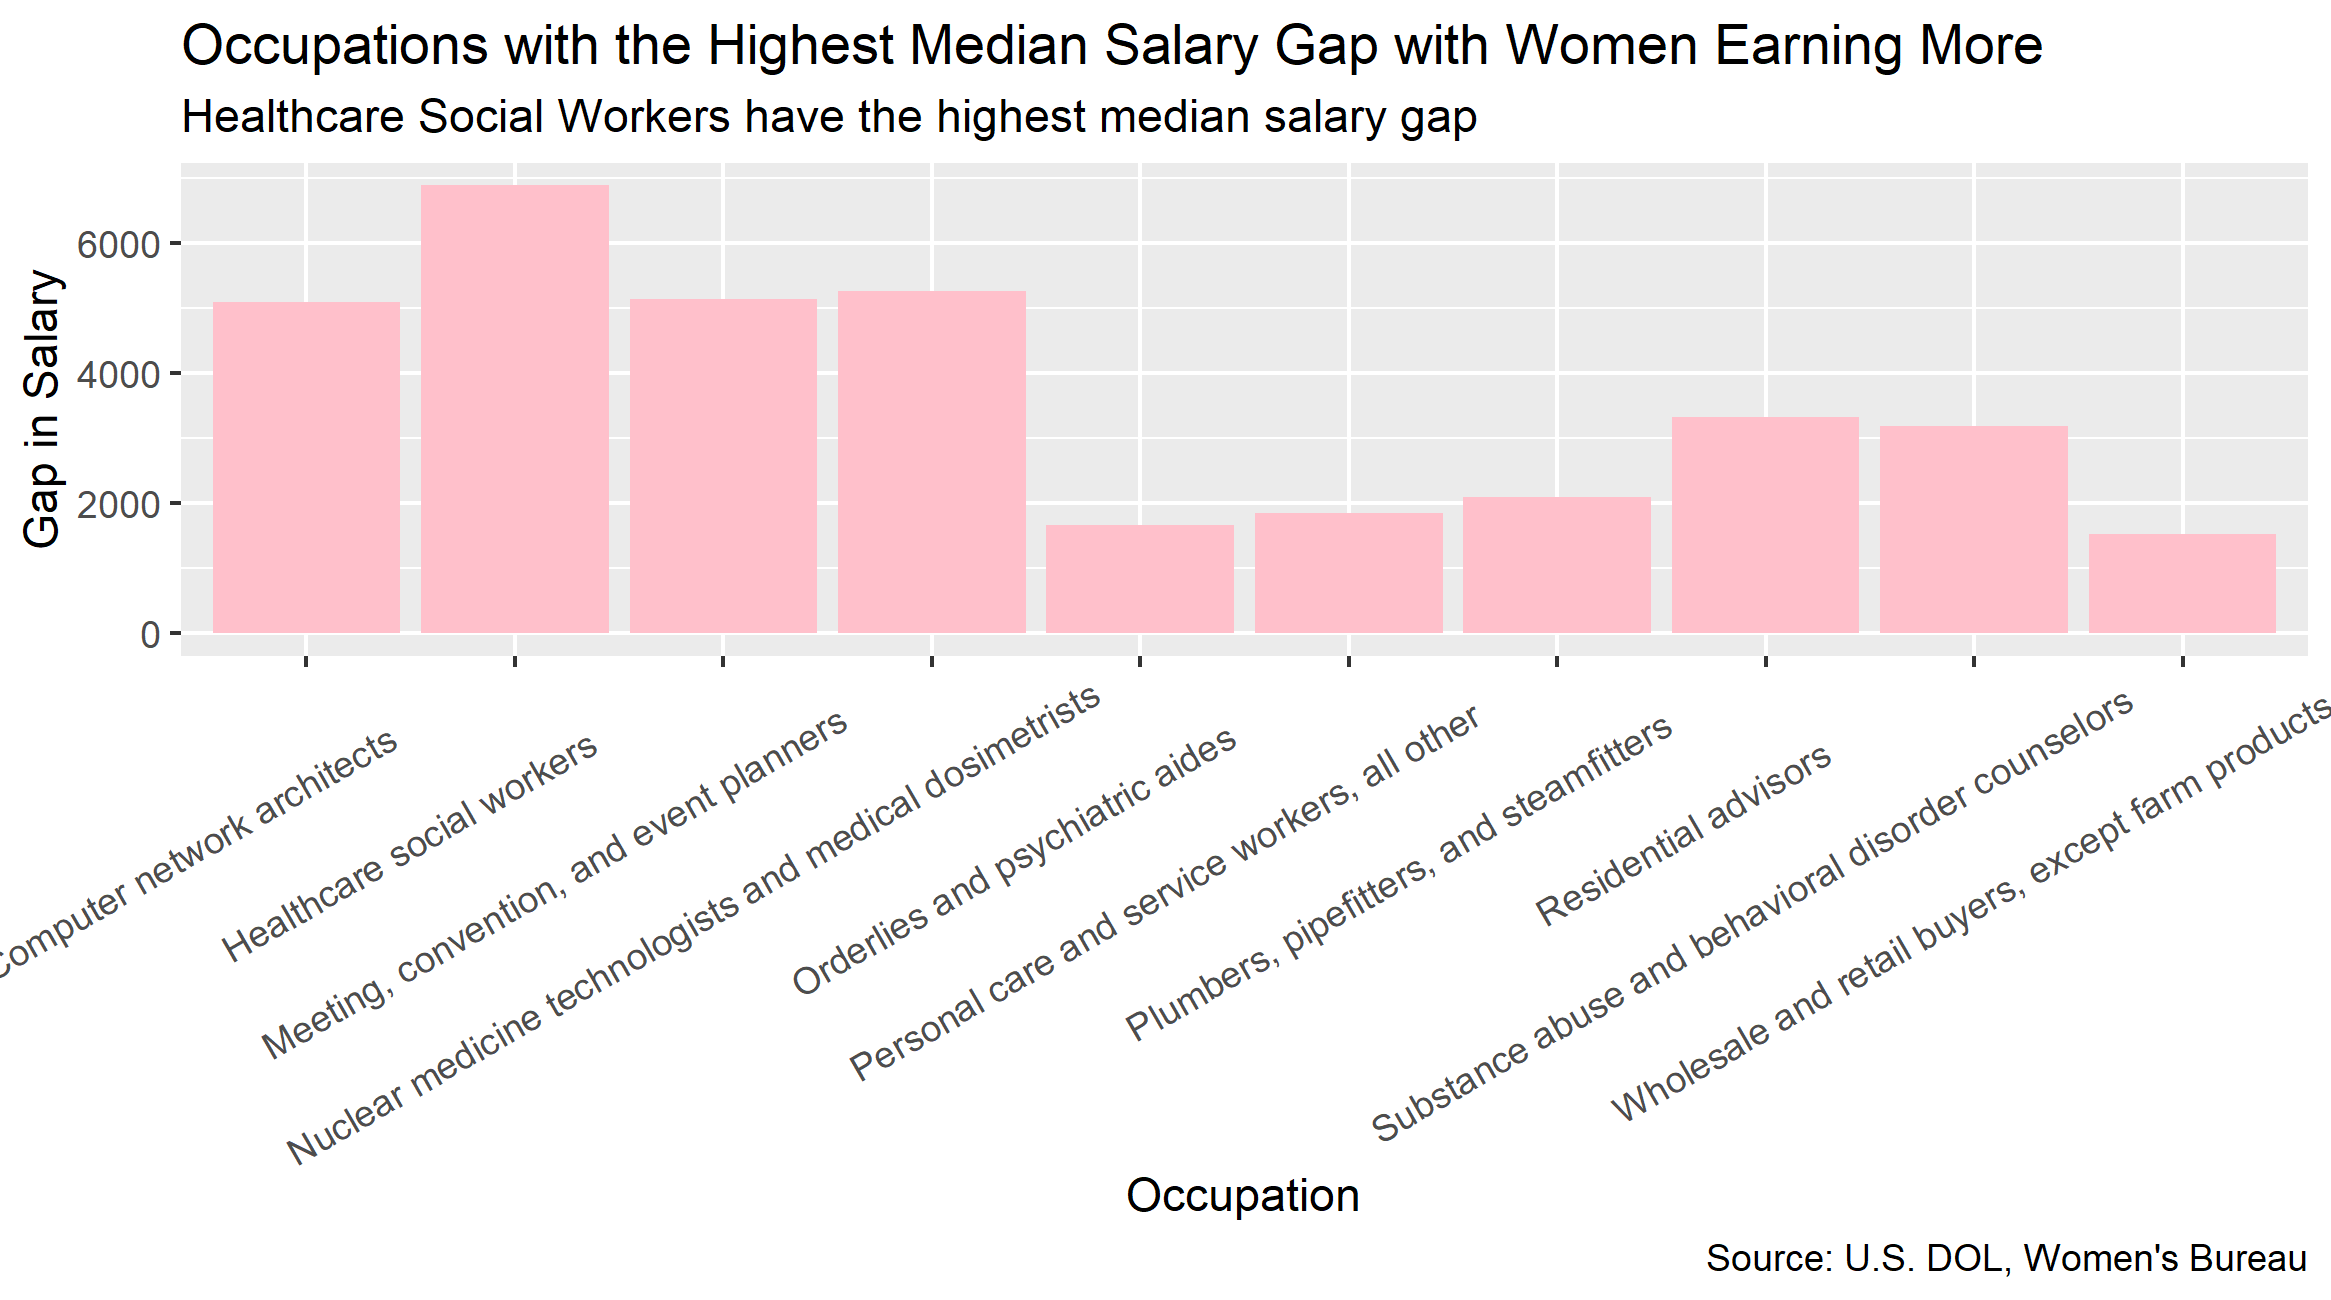 Occupations with the Highest Median Salary Gap with Women Earning More
Healthcare Social Workers have the highest median salary gap
Gap in Salary
6000
4000
2000
0
Computer network architects
Healthcare social workers
Meeting, convention, and event planners
Nuclear medicine technologists and medical dosimetrists
Orderlies and psychiatric aides
Personal care and service workers, all other
Plumbers, pipefitters, and steamfitters
Residential advisors
Substance abuse and behavioral disorder counselors
Wholesale and retail buyers, except farm products
Occupation
Source: U.S. DOL, Women's Bureau